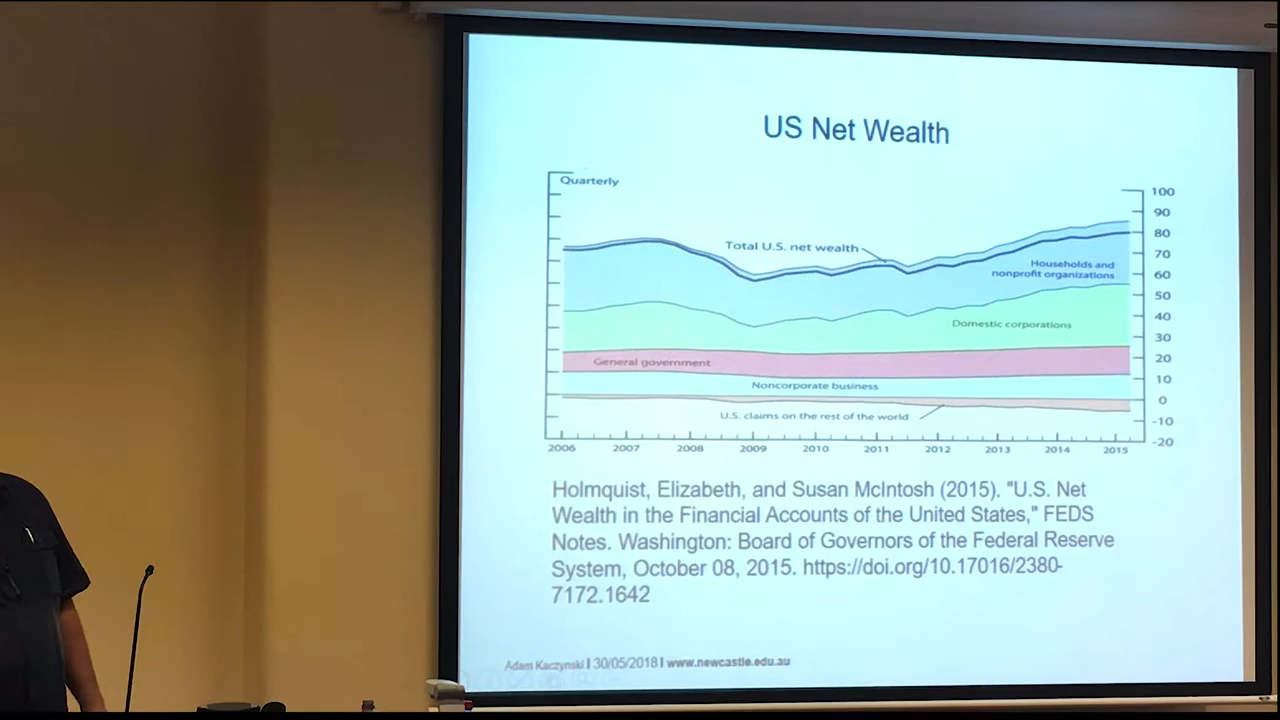 US Net Wealth
Quarterly
100
90
80
70
60
50
40
30
20
10
0
-10
-20
Total U.S. net wealth
Households and
nonprofit organizations
Domestic corporations
General government
Noncorporate business
U.S. claims on the rest of the world
2006 2007 2008 2009 2010 2011 2012 2013 2014 2015
Holmquist, Elizabeth, and Susan McIntosh (2015). "U.S. Net
Wealth in the Financial Accounts of the United States," FEDS
Notes. Washington: Board of Governors of the Federal Reserve
System, October 08, 2015. https://doi.org/10.17016/2380-
7172.1642
Adam Kaczynski | 30/05/2018 | www.newcastle.edu.au